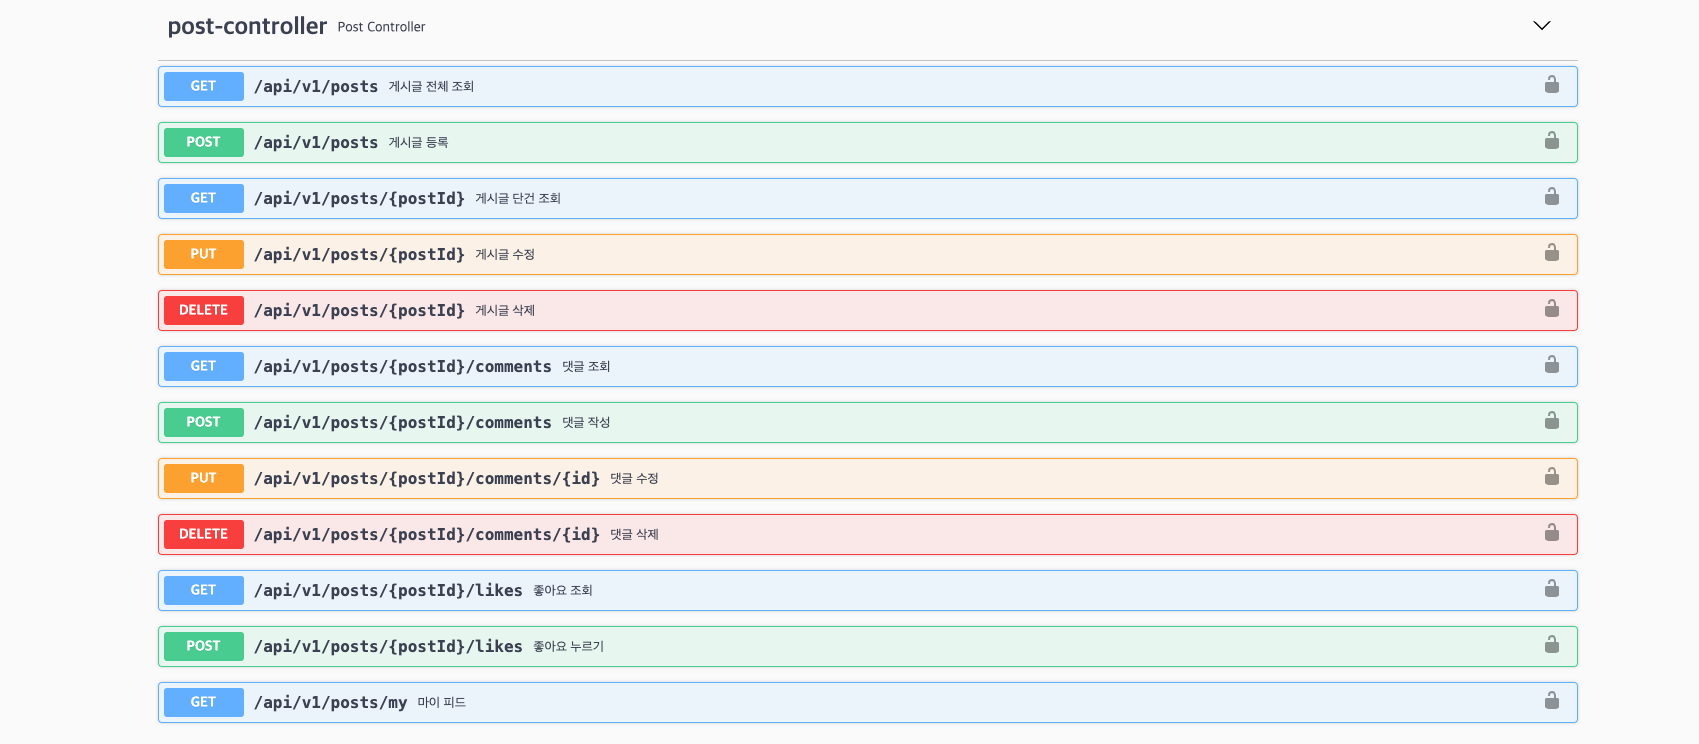 post-controller Post Controller
GET /api/v1/posts 게시글 전체 조회
POST /api/v1/posts 게시글 등록
GET /api/v1/posts/{postId} 게시글 단건 조회
PUT /api/v1/posts/{postId} 게시글 수정
DELETE /api/v1/posts/{postId} 게시글 삭제
GET /api/v1/posts/{postId}/comments 댓글 조회
POST /api/v1/posts/{postId}/comments 댓글 작성
PUT /api/v1/posts/{postId}/comments/{id} 댓글 수정
DELETE /api/v1/posts/{postId}/comments/{id} 댓글 삭제
GET /api/v1/posts/{postId}/likes 좋아요 조회
POST /api/v1/posts/{postId}/likes 좋아요 누르기
GET /api/v1/posts/my 마이 피드